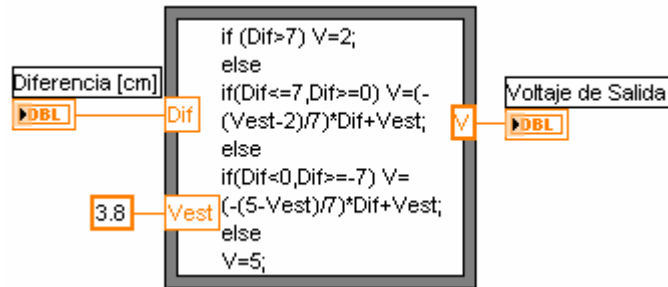 if (Dif>7) V=2;
else
Diferencia [cm]
if(Dif<=7,Dif>=0) V=(-
Voltaje de Salida
DBL
Dif
(Vest-2)/7)*Dif+Vest;
V
DBL
else
if(Dif<0,Dif>=-7) V=
3.8
Vest
(-(5-Vest)/7)*Dif+Vest;
else
V=5;